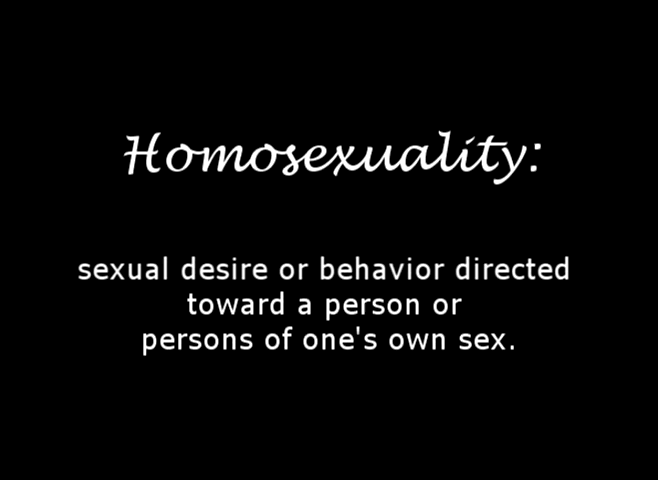 Homosexuality:
sexual desire or behavior directed
toward a person or
persons of one's own sex.